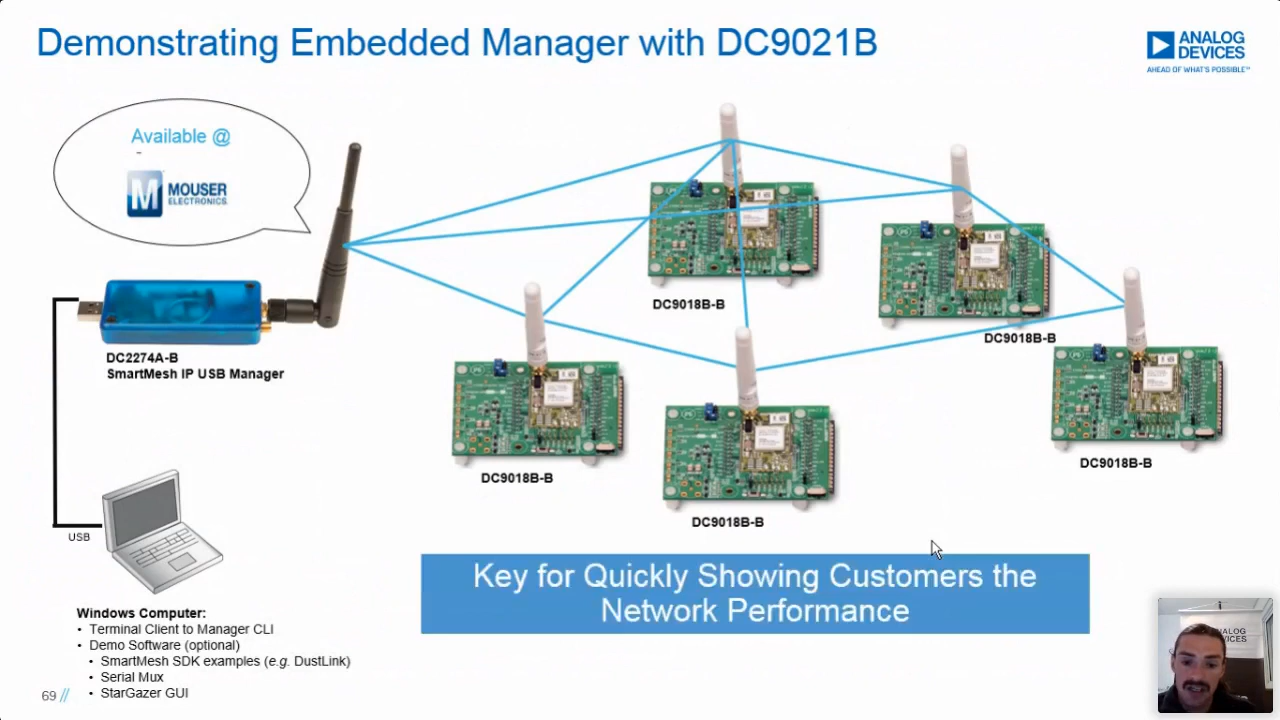 Demonstrating Embedded Manager with DC9021B
ANALOG
DEVICES
AHEAD OF WHAT'S POSSIBLE™
Available @
M MOUSER
ELECTRONICS
DC2274A-B
SmartMesh IP USB Manager
DC9018B-B
DC9018B-B
DC9018B-B
DC9018B-B
DC9018B-B
USB
Key for Quickly Showing Customers the
Network Performance
Windows Computer:
• Terminal Client to Manager CLI
• Demo Software (optional)
• SmartMesh SDK examples (e.g. DustLink)
• Serial Mux
• StarGazer GUI
69 //
ANALOG
DEVICES